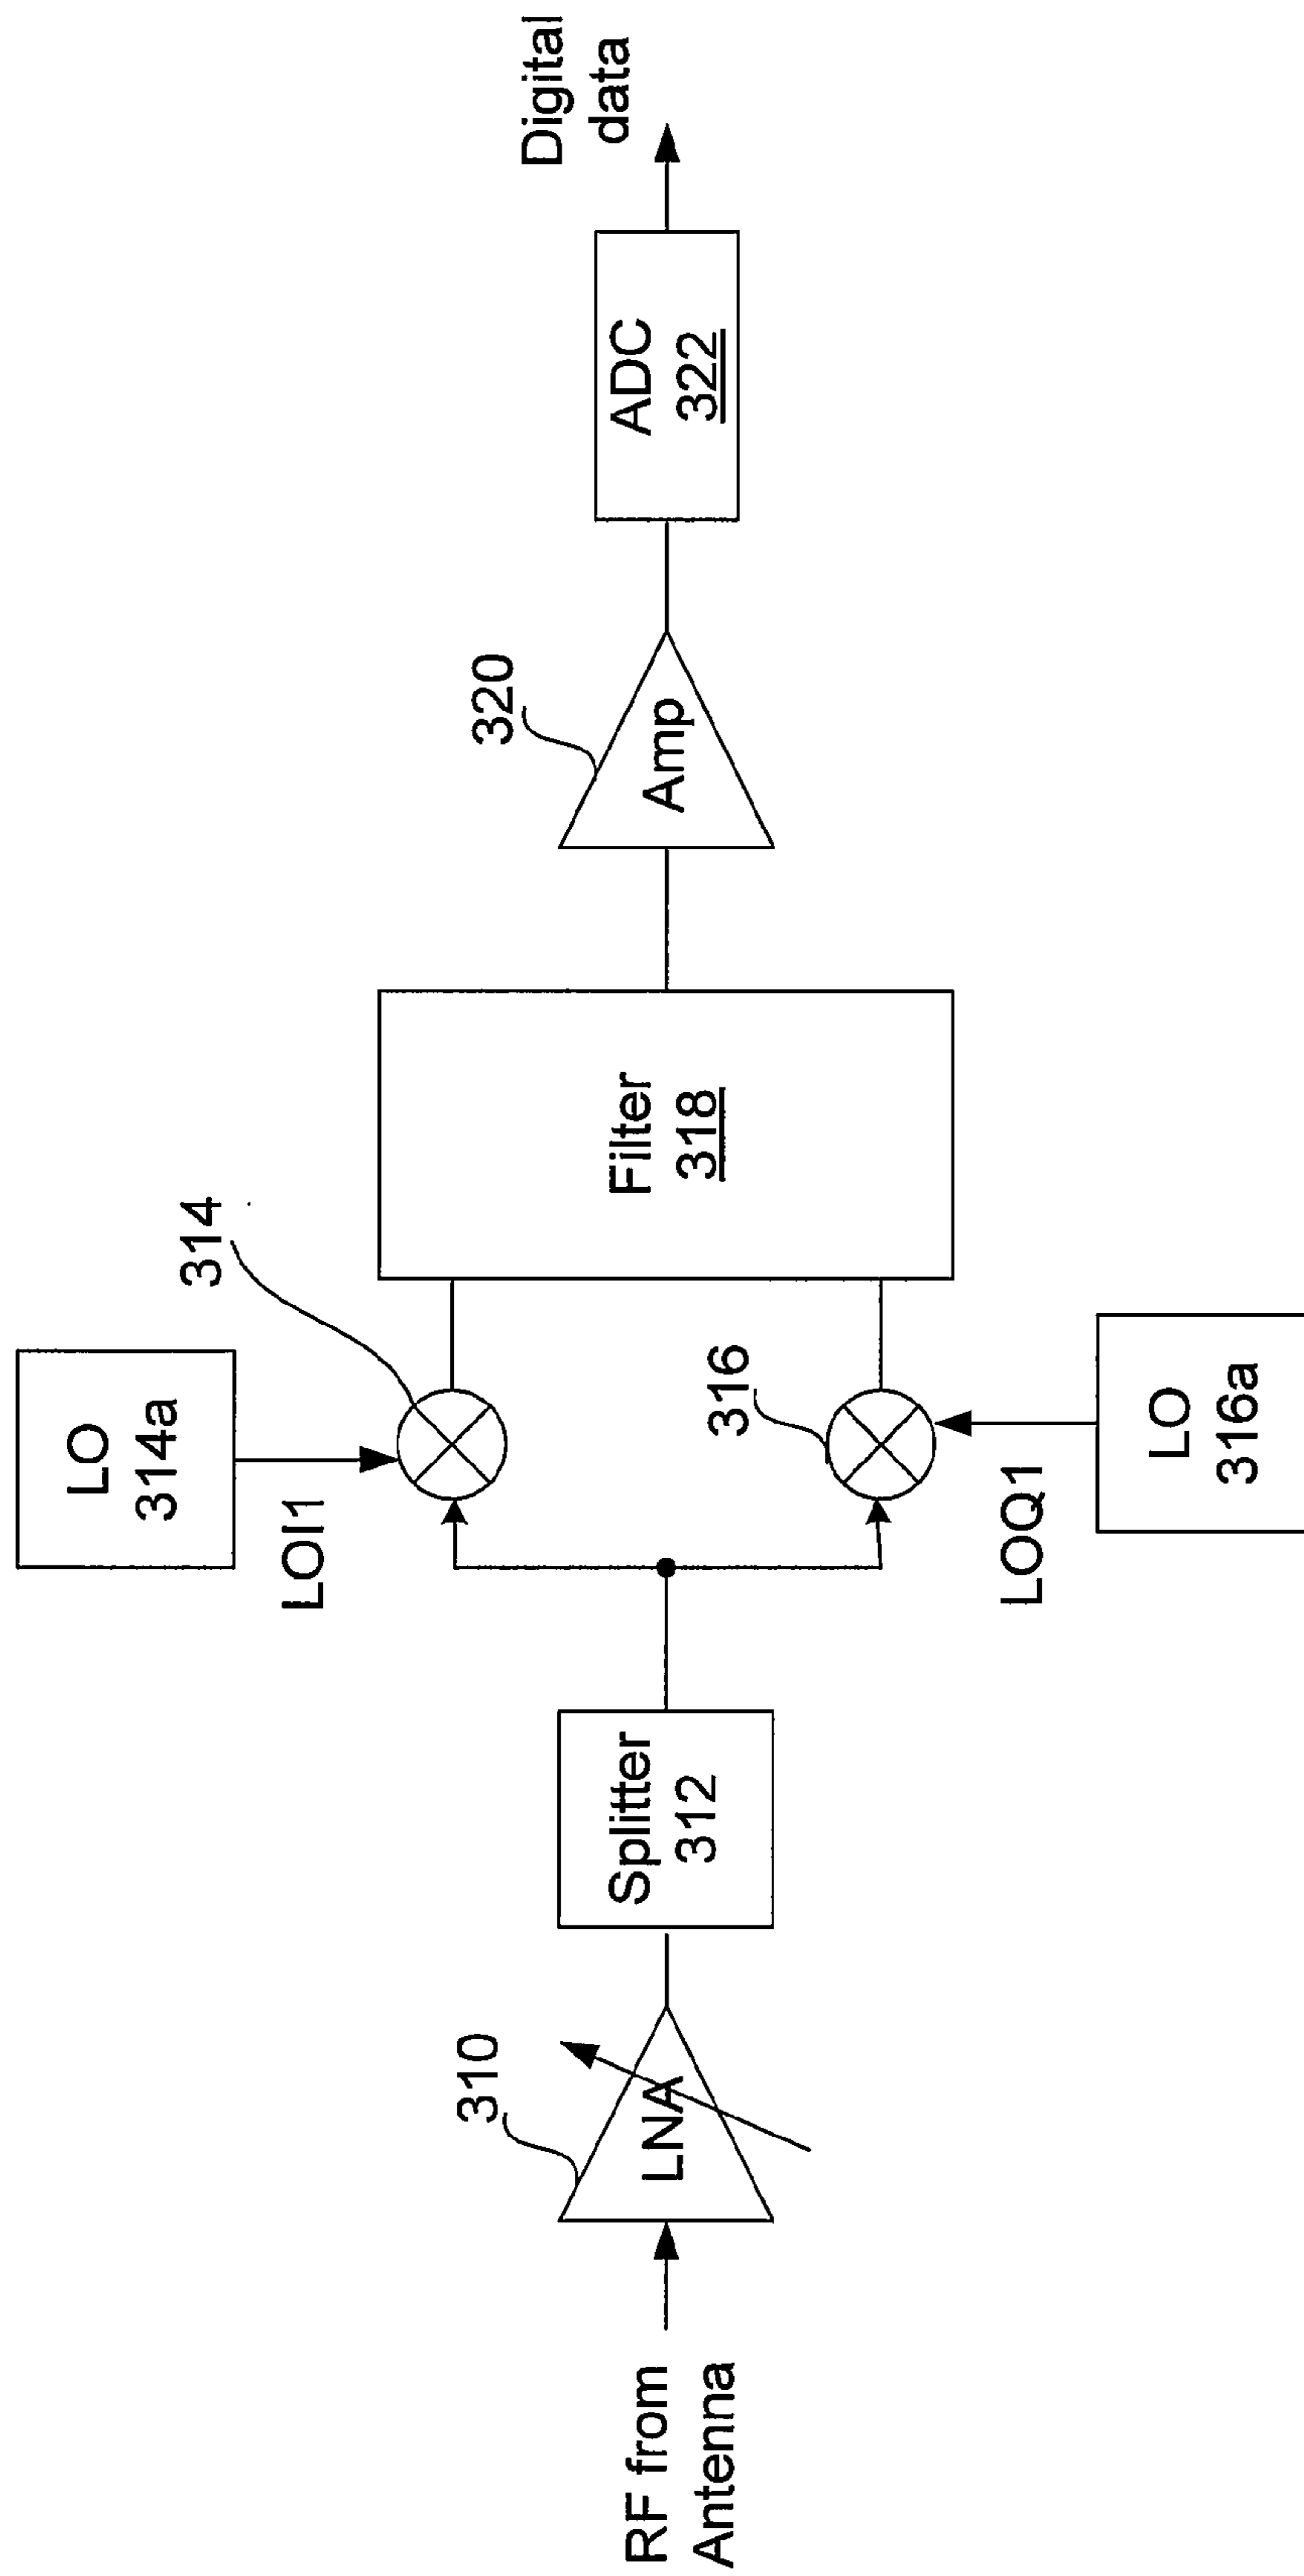 RF from
Antenna
310
LNA
Splitter
312
LO
314a
LOI1
314
316
LOQ1
LO
316a
Filter
318
320
Amp
ADC
322
Digital
data